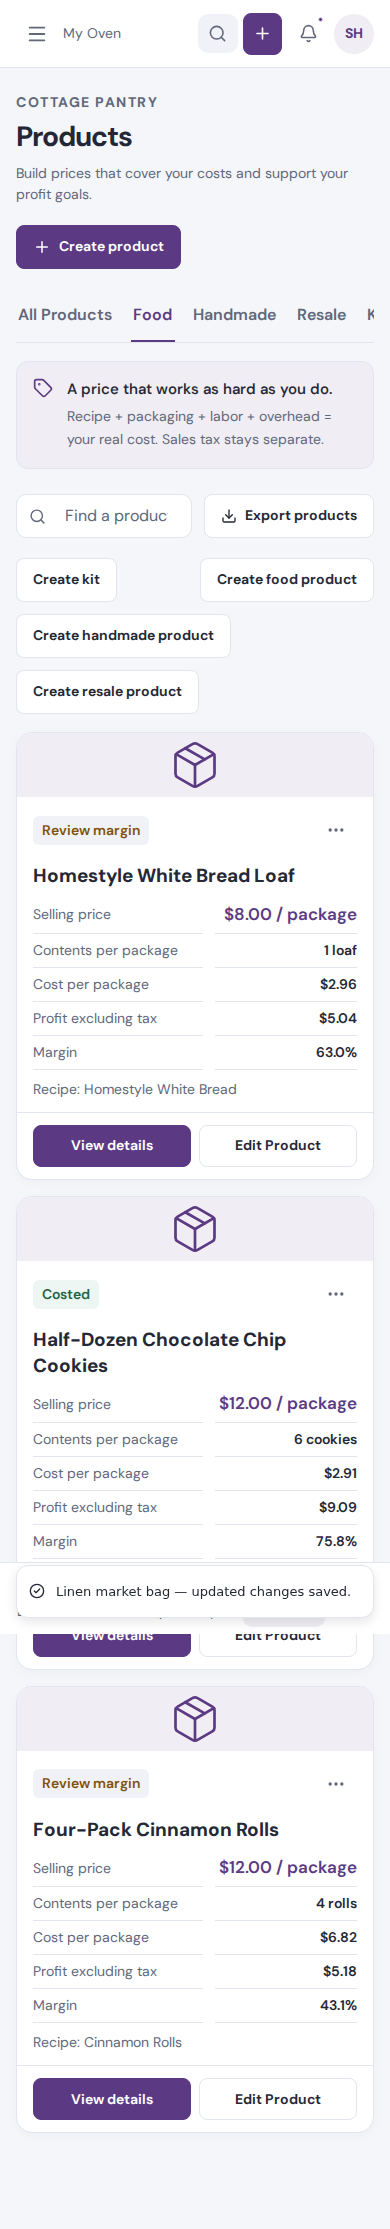 My Oven
SH
COTTAGE PANTRY
Products
Build prices that cover your costs and support your
profit goals.
Create product
All Products Food Handmade Resale K
A price that works as hard as you do.
Recipe + packaging + labor + overhead =
your real cost. Sales tax stays separate.
Find a produc
Export products
Create kit
Create food product
Create handmade product
Create resale product
Review margin
Homestyle White Bread Loaf
Selling price $8.00 / package
Contents per package 1 loaf
Cost per package $2.96
Profit excluding tax $5.04
Margin 63.0%
Recipe: Homestyle White Bread
View details Edit Product
Costed
Half-Dozen Chocolate Chip
Cookies
Selling price $12.00 / package
Contents per package 6 cookies
Cost per package $2.91
Profit excluding tax $9.09
Margin 75.8%
Linen market bag — updated changes saved.
View details Edit Product
Review margin
Four-Pack Cinnamon Rolls
Selling price $12.00 / package
Contents per package 4 rolls
Cost per package $6.82
Profit excluding tax $5.18
Margin 43.1%
Recipe: Cinnamon Rolls
View details Edit Product